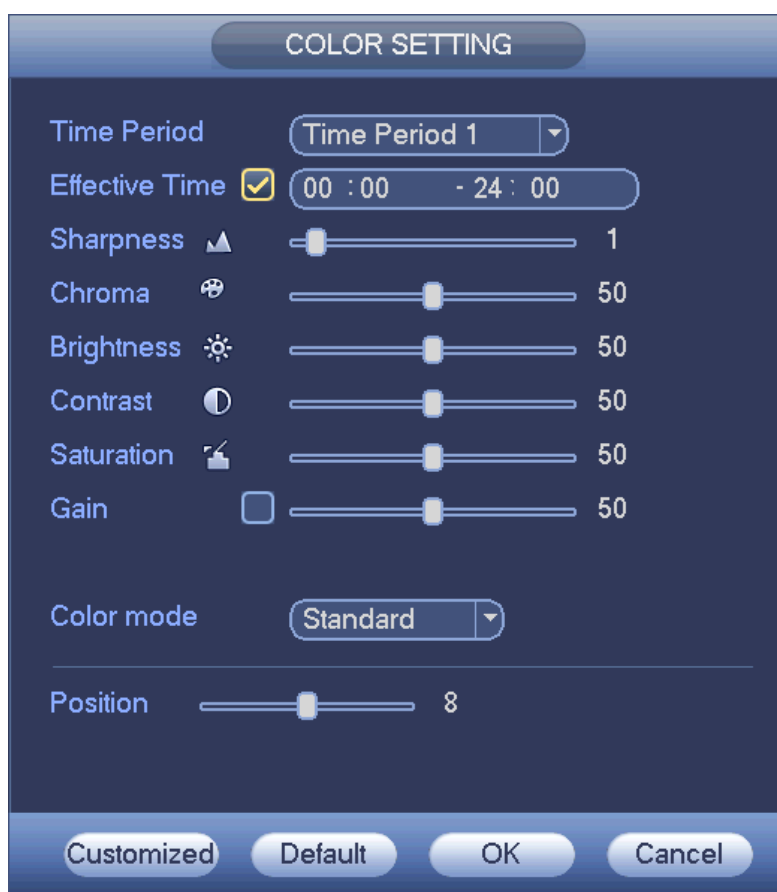 COLOR SETTING
Time Period Time Period 1
Effective Time 00 : 00 - 24 : 00
Sharpness 1
Chroma 50
Brightness 50
Contrast 50
Saturation 50
Gain 50
Color mode Standard
Position 8
Customized Default OK Cancel